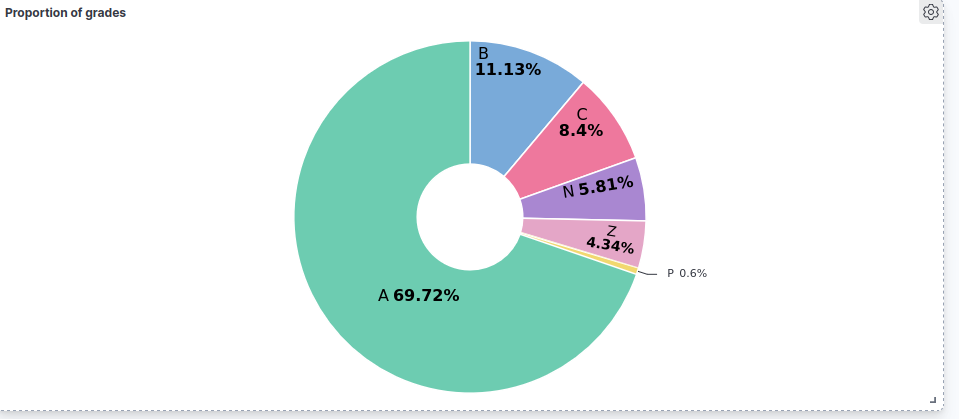 Proportion of grades
B
11.13%
C
8.4%
N 5.81%
Z
4.34%
P 0.6%
A 69.72%